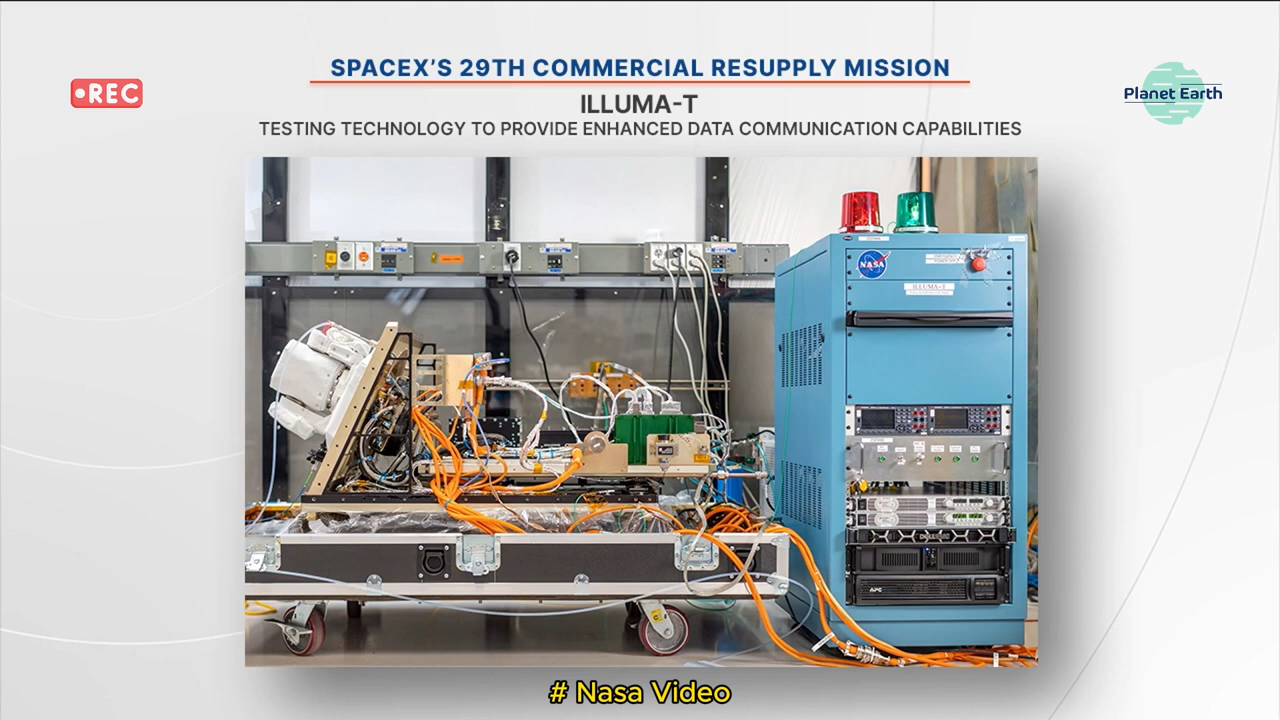 SPACEX’S 29TH COMMERCIAL RESUPPLY MISSION
REC
ILLUMA-T
Planet Earth
TESTING TECHNOLOGY TO PROVIDE ENHANCED DATA COMMUNICATION CAPABILITIES
NASA
ILLUMA-T
APC
# Nasa Video